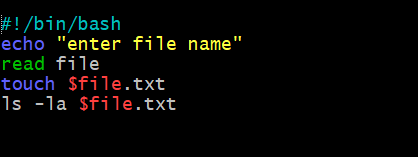 #!/bin/bash
echo "enter file name"
read file
touch $file.txt
ls -la $file.txt